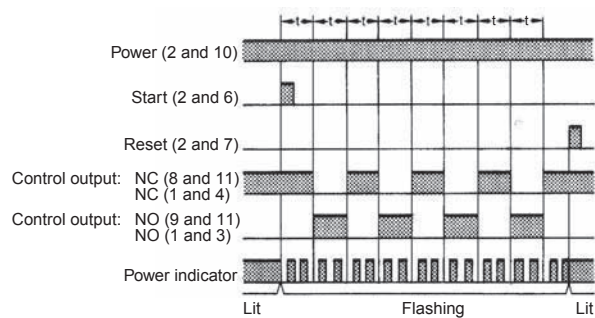 t t t t t t t t
Power (2 and 10)
Start (2 and 6)
Reset (2 and 7)
Control output: NC (8 and 11)
NC (1 and 4)
Control output: NO (9 and 11)
NO (1 and 3)
Power indicator
Lit Flashing Lit